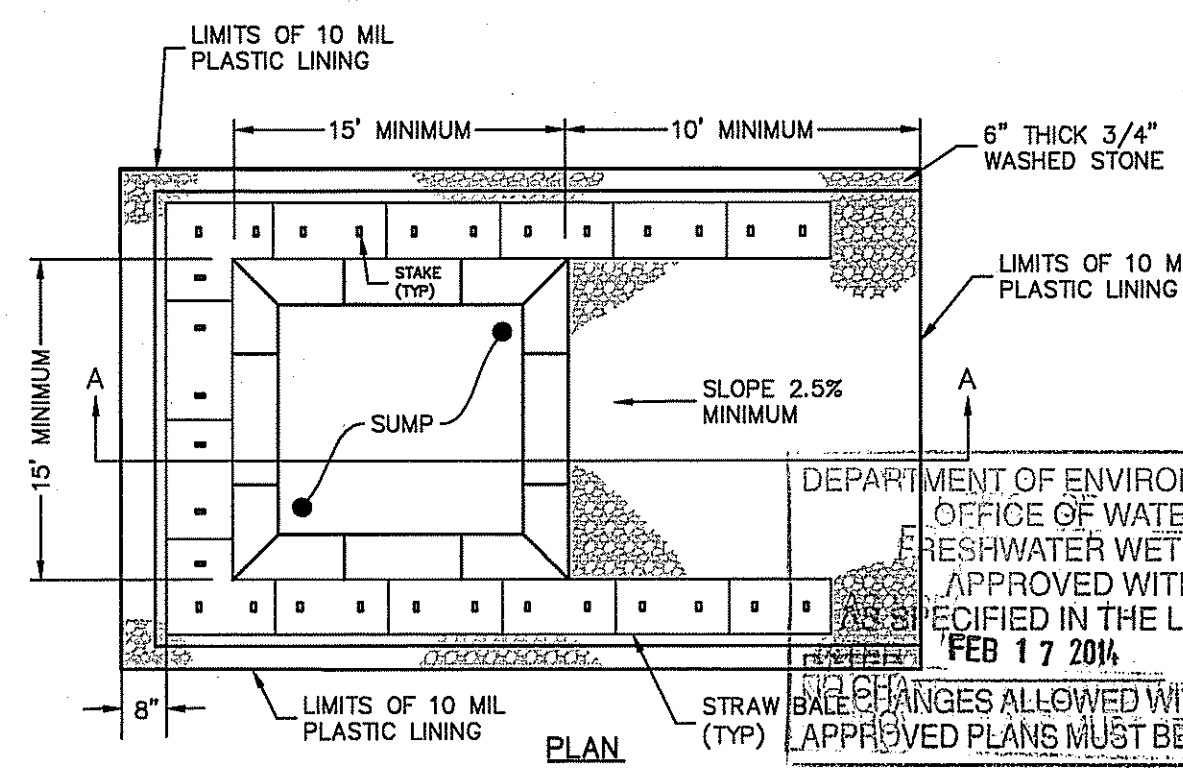 LIMITS OF 10 MIL
PLASTIC LINING
15' MINIMUM
10' MINIMUM
6" THICK 3/4"
WASHED STONE
STAKE
(TYP)
LIMITS OF 10 M
PLASTIC LINING
15' MINIMUM
A
A
SLOPE 2.5%
MINIMUM
SUMP
DEPARTMENT OF ENVIRO
OFFICE OF WATE
FRESHWATER WET
APPROVED WIT
AS SPECIFIED IN THE L
FEB 17 2014
CHANGES ALLOWED WI
APPROVED PLANS MUST BE
8"
LIMITS OF 10 MIL
PLASTIC LINING
STRAW BALE
(TYP)
PLAN